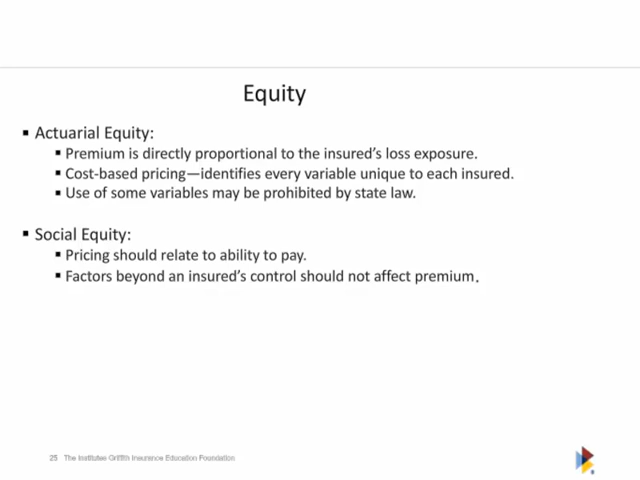 Equity
▪ Actuarial Equity:
▪ Premium is directly proportional to the insured's loss exposure.
▪ Cost-based pricing—identifies every variable unique to each insured.
▪ Use of some variables may be prohibited by state law.
▪ Social Equity:
▪ Pricing should relate to ability to pay.
▪ Factors beyond an insured's control should not affect premium.
25 The Institutes Griffith Insurance Education Foundation